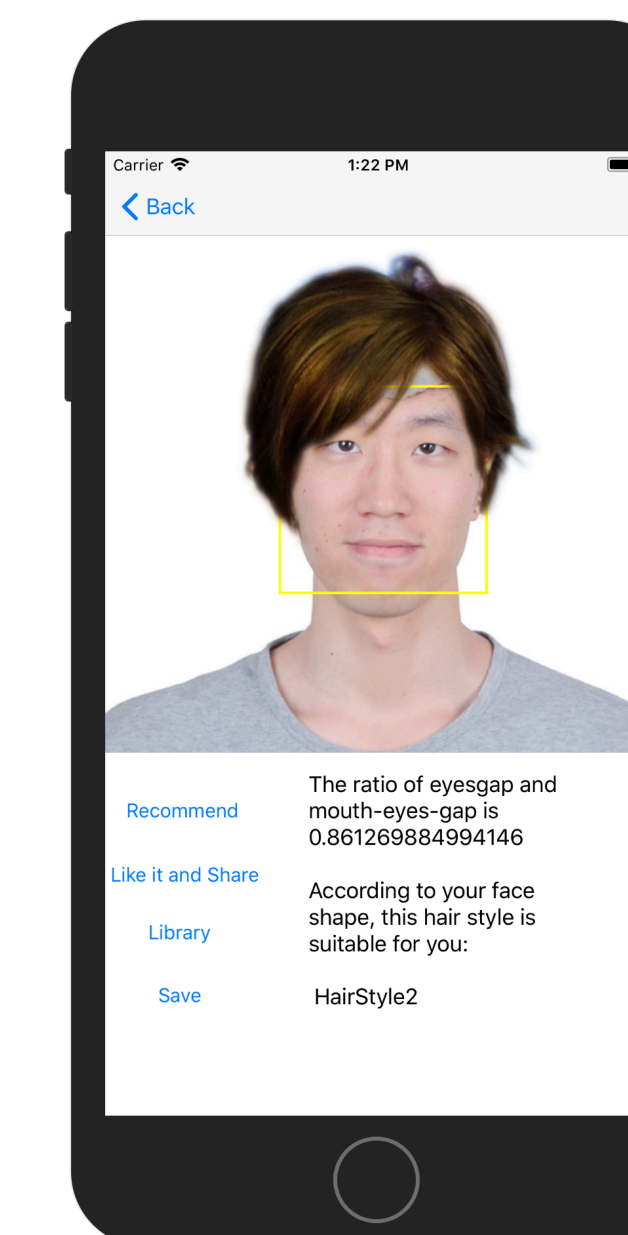 Carrier 1:22 PM
Back
Recommend
Like it and Share
Library
Save
The ratio of eyesgap and
mouth-eyes-gap is
0.861269884994146
According to your face
shape, this hair style is
suitable for you:
HairStyle2